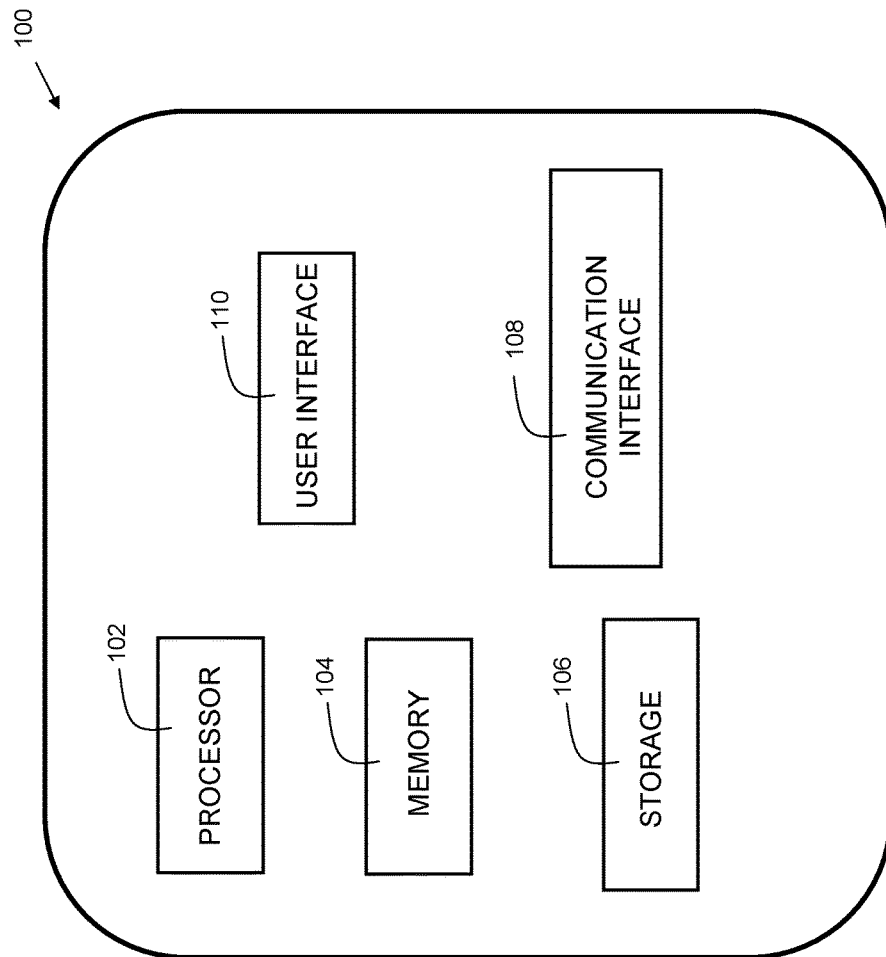 100
102
PROCESSOR
104
MEMORY
106
STORAGE
110
USER INTERFACE
108
COMMUNICATION
INTERFACE